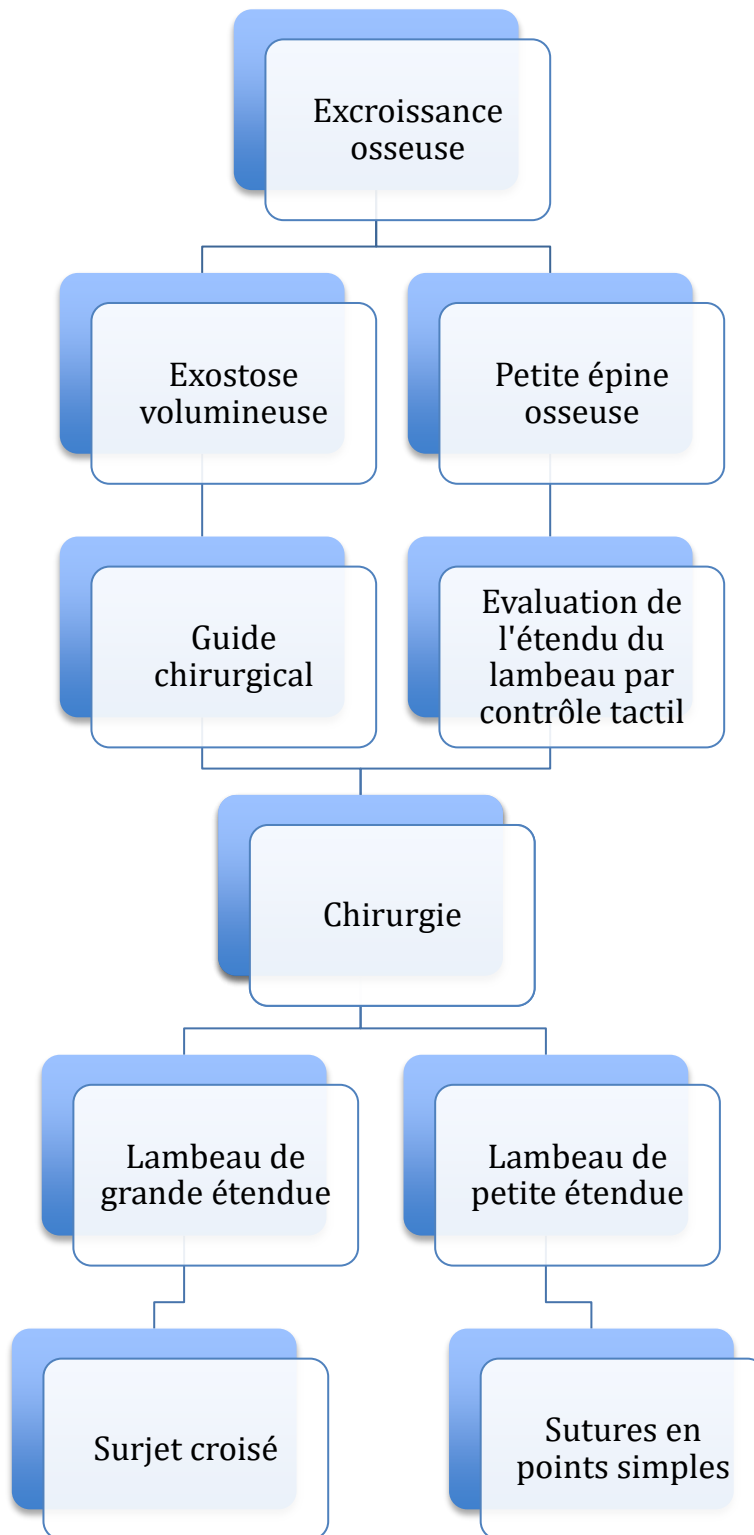 Excroissance
osseuse
Exostose
volumineuse
Petite épine
osseuse
Guide
chirurgical
Evaluation de
l'étendu du
lambeau par
contrôle tactil
Chirurgie
Lambeau de
grande étendue
Lambeau de
petite étendue
Surjet croisé
Sutures en
points simples